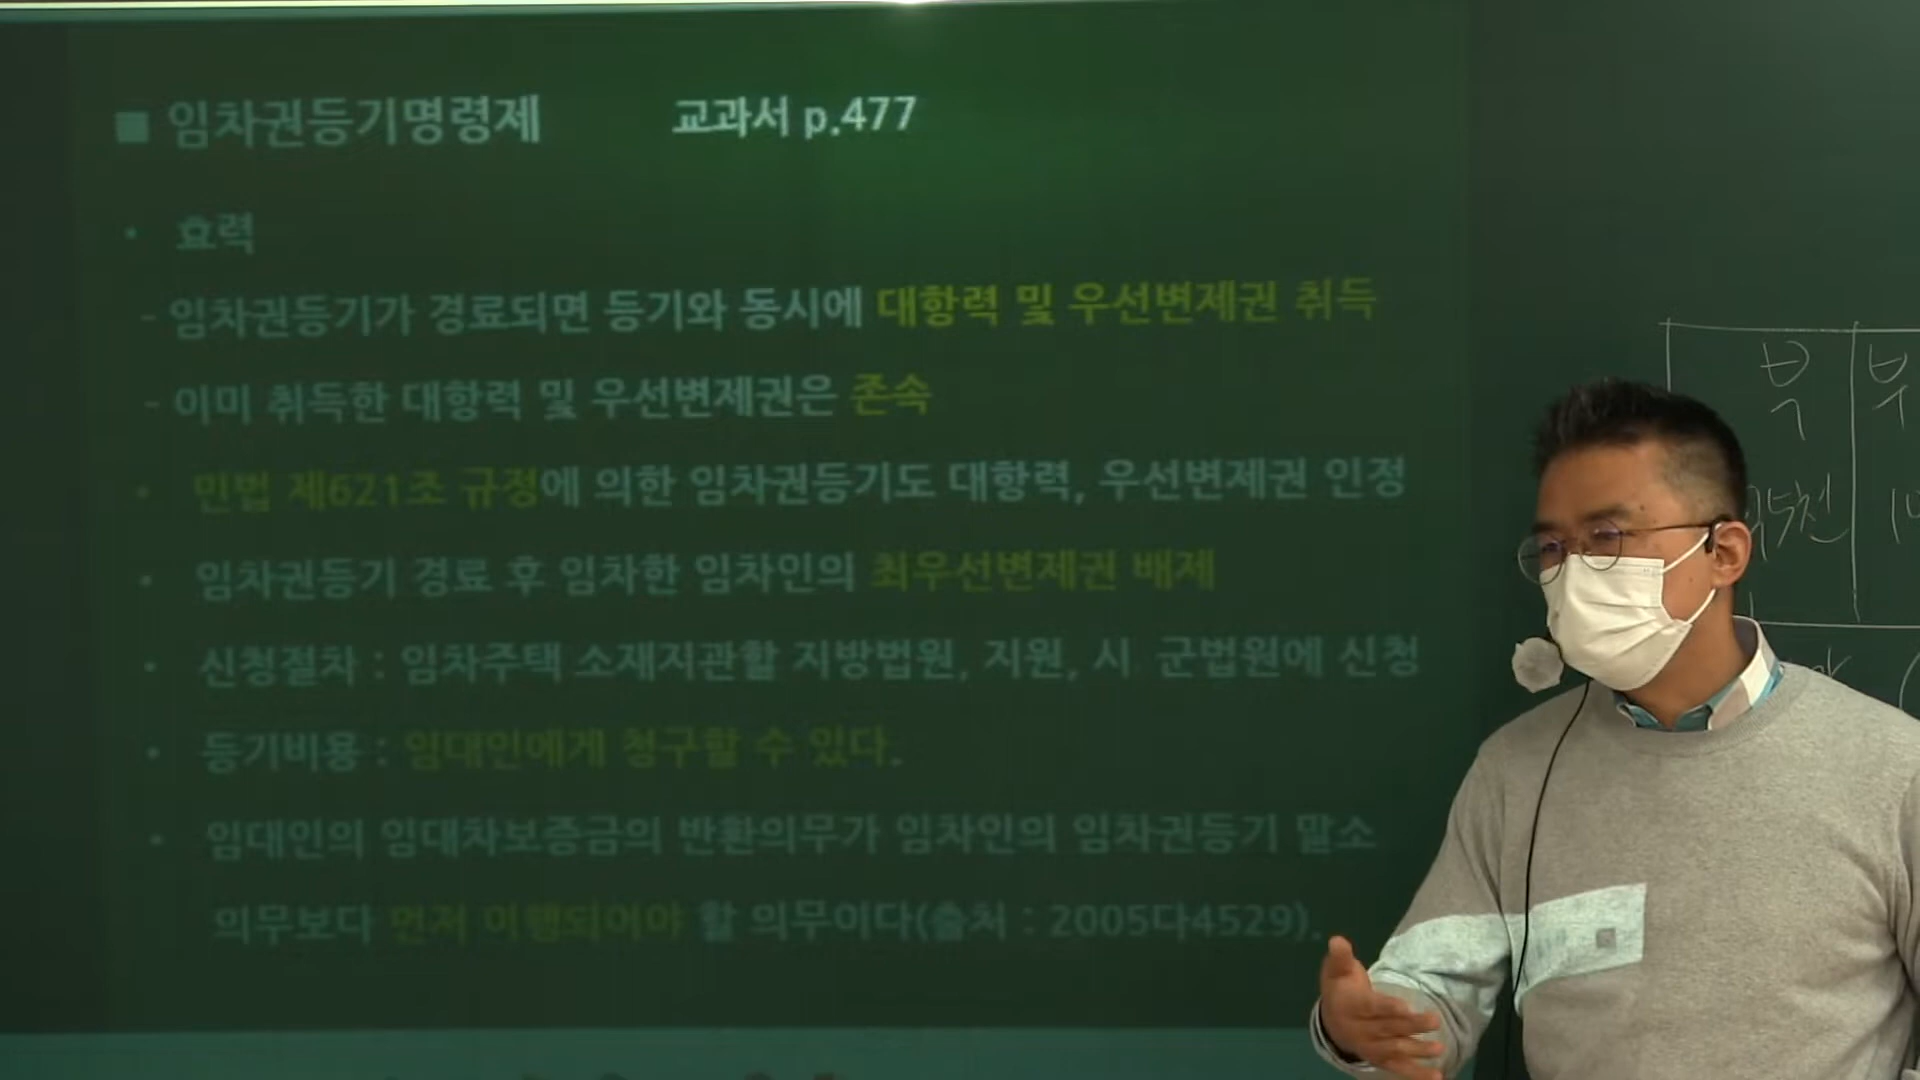 ■ 임차권등기명령제 교과서 p.477
• 효력
- 임차권등기가 경료되면 등기와 동시에 대항력 및 우선변제권 취득
- 이미 취득한 대항력 및 우선변제권은 존속
• 민법 제621조 규정에 의한 임차권등기도 대항력, 우선변제권 인정
• 임차권등기 경료 후 임차한 임차인의 최우선변제권 배제
• 신청절차 : 임차주택 소재지관할 지방법원, 지원, 시 군법원에 신청
• 등기비용 : 임대인에게 청구할 수 있다.
• 임대인의 임대차보증금의 반환의무가 임차인의 임차권등기 말소
의무보다 먼저 이행되어야 할 의무이다(출처 : 2005다4529).